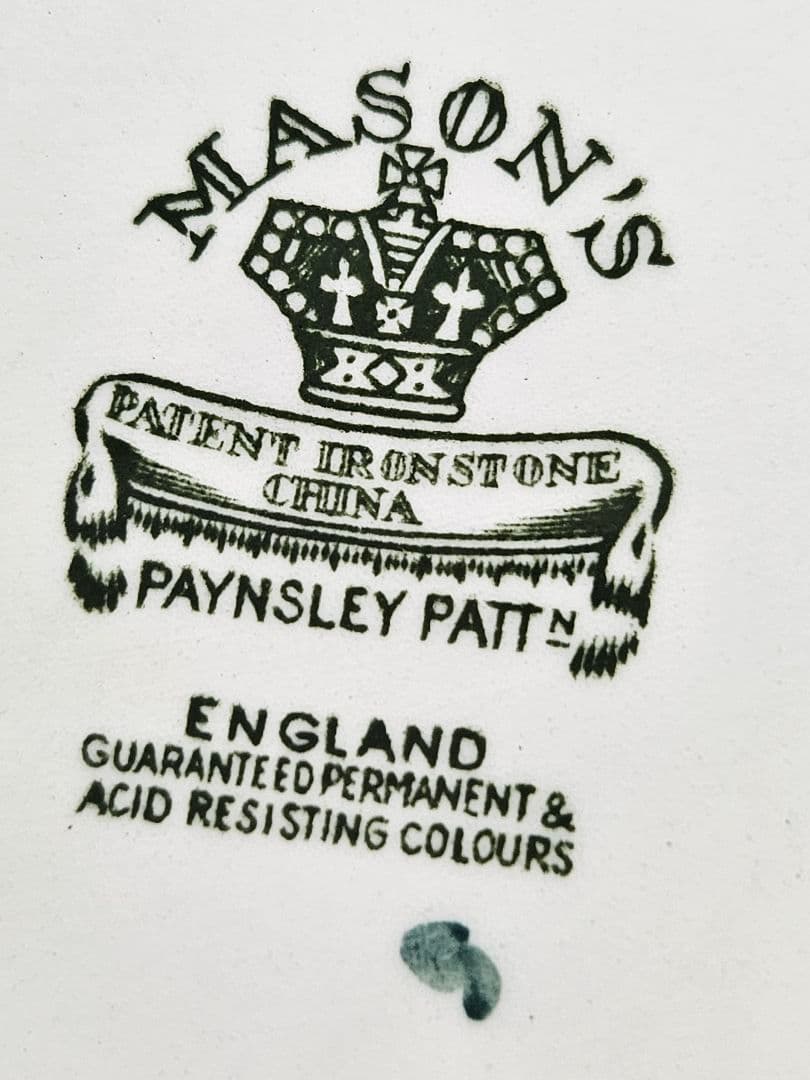 MASON'S
PATENT IRONSTONE
CHINA
PAYNSLEY PATTN
ENGLAND
GUARANTEED PERMANENT &
ACID RESISTING COLOURS